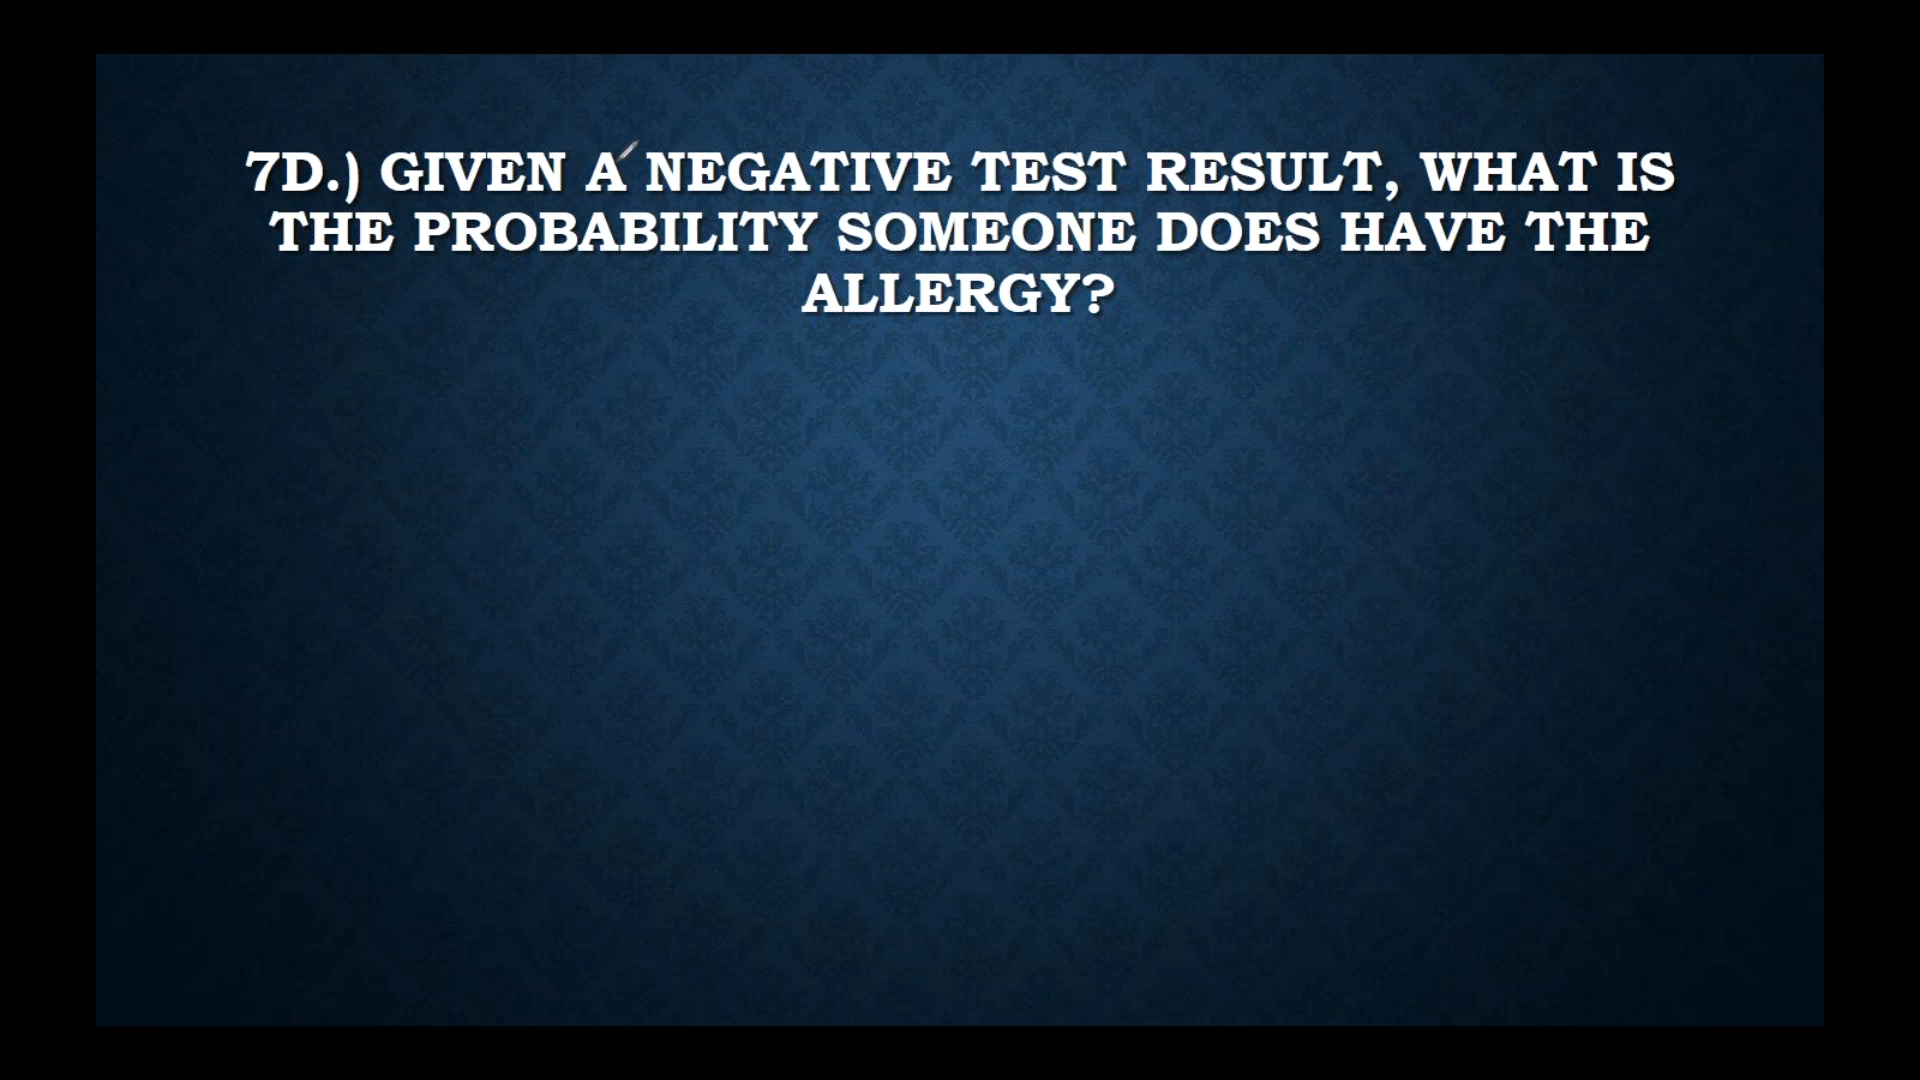 7D.) GIVEN A NEGATIVE TEST RESULT, WHAT IS
THE PROBABILITY SOMEONE DOES HAVE THE
ALLERGY?